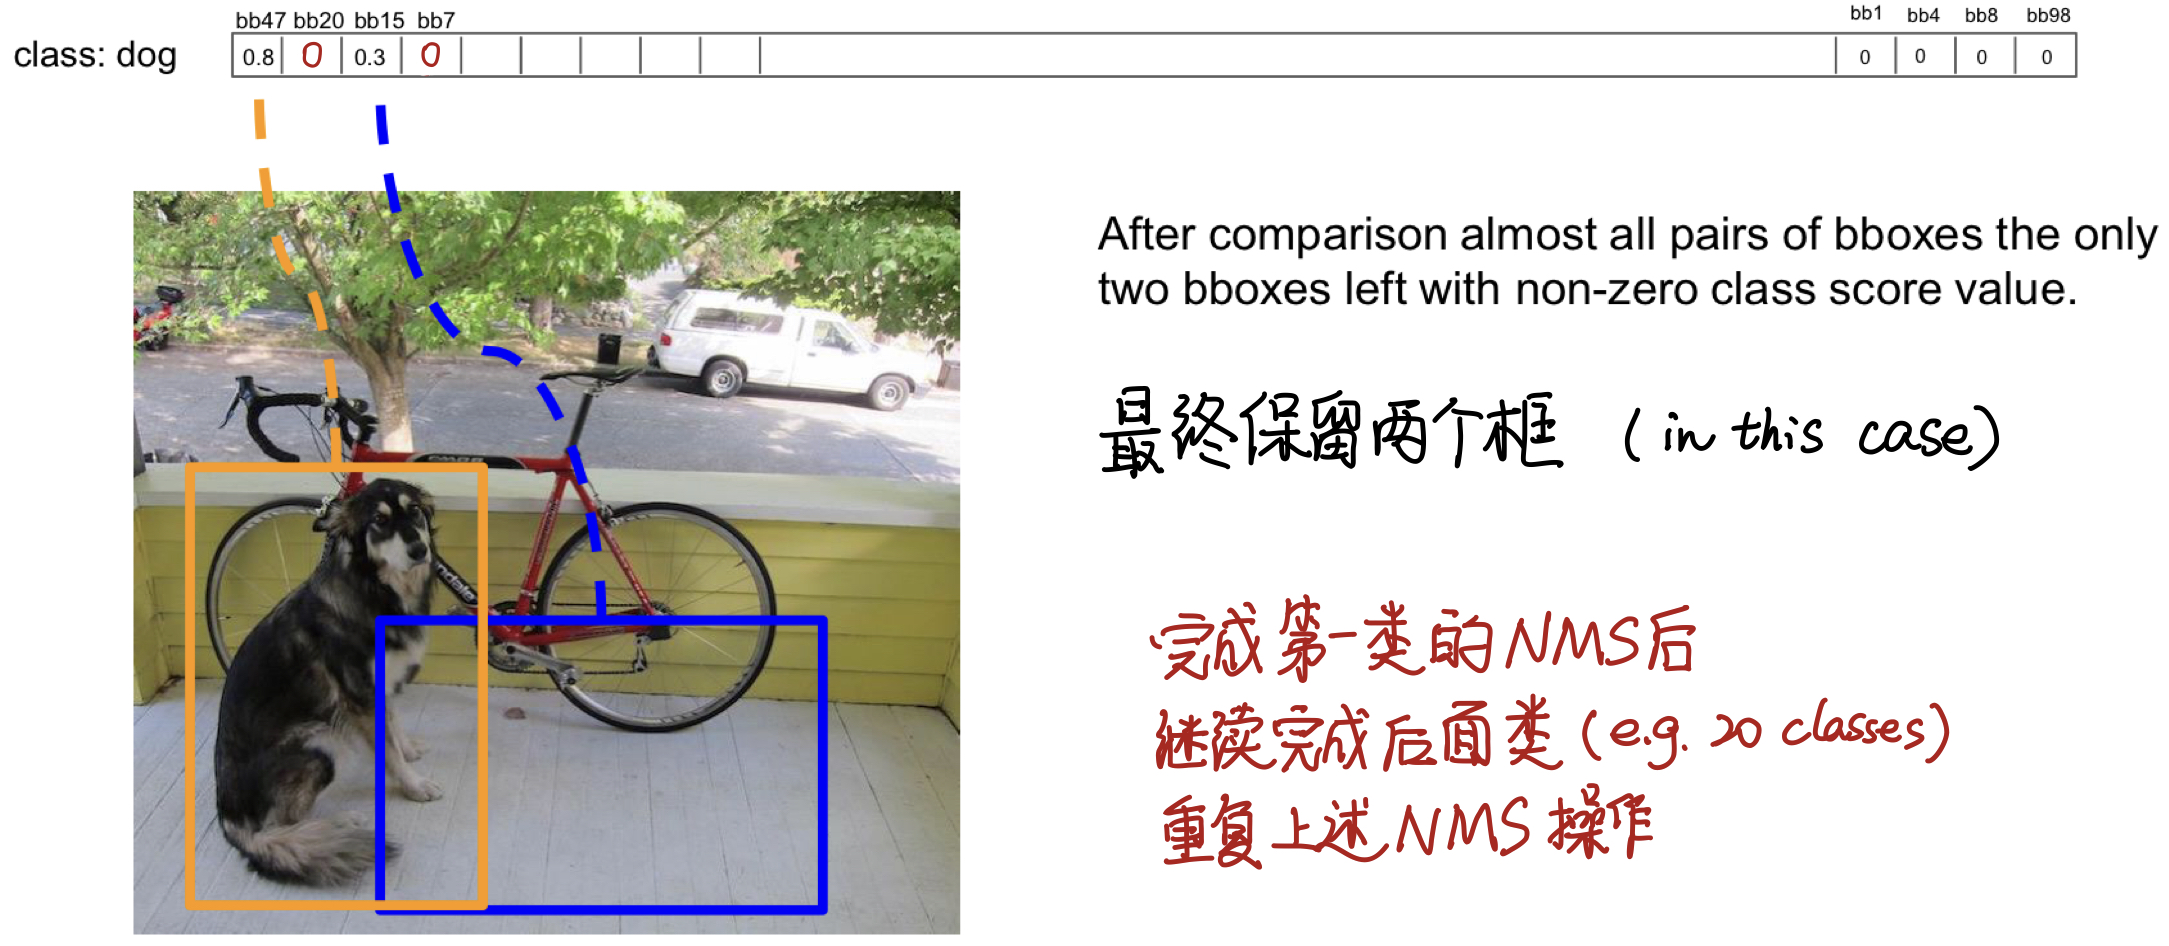 bb47 bb20 bb15 bb7 bb1 bb4 bb8 bb98
class: dog 0.8 0 0.3 0 0 0 0 0
After comparison almost all pairs of bboxes the only
two bboxes left with non-zero class score value.
最终保留两个框 (in this case)
完成第一类的NMS后
继续完成后面类(e.g. 20 classes)
重复上述NMS操作
ndale